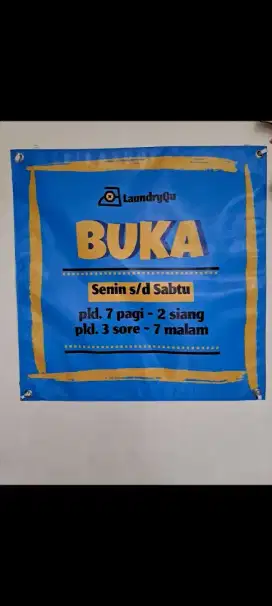 LaundryQu
BUKA
Senin s/d Sabtu
pkl. 7 pagi - 2 siang
pkl. 3 sore - 7 malam